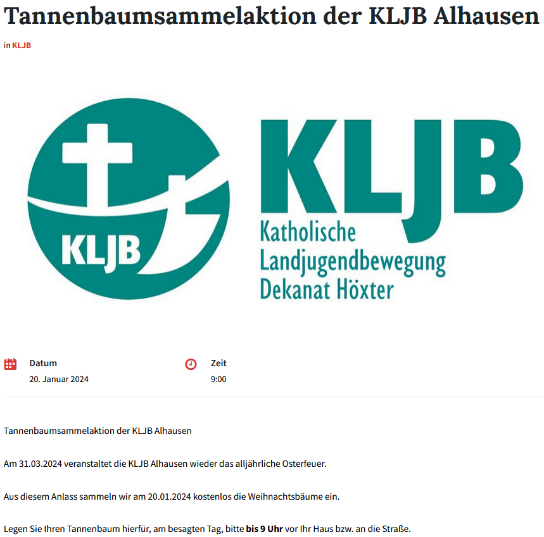 Tannenbaumsammelaktion der KLJB Alhausen
in KLJB
KLJB
KLJB
Katholische
Landjugendbewegung
Dekanat Höxter
Datum
20. Januar 2024
Zeit
9:00
Tannenbaumsammelaktion der KLJB Alhausen
Am 31.03.2024 veranstaltet die KLJB Alhausen wieder das alljährliche Osterfeuer.
Aus diesem Anlass sammeln wir am 20.01.2024 kostenlos die Weihnachtsbäume ein.
Legen Sie Ihren Tannenbaum hierfür, am besagten Tag, bitte bis 9 Uhr vor Ihr Haus bzw. an die Straße.